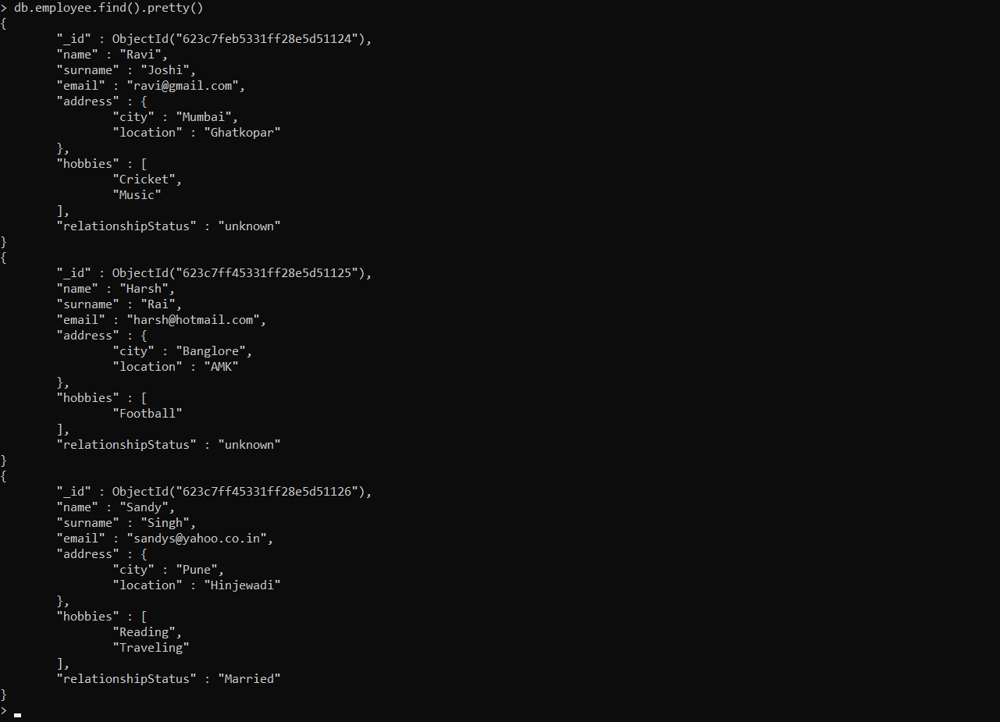 > db.employee.find().pretty()
{
        "_id" : ObjectId("623c7feb5331ff28e5d51124"),
        "name" : "Ravi",
        "surname" : "Joshi",
        "email" : "ravi@gmail.com",
        "address" : {
                "city" : "Mumbai",
                "location" : "Ghatkopar"
        },
        "hobbies" : [
                "Cricket",
                "Music"
        ],
        "relationshipStatus" : "unknown"
}
{
        "_id" : ObjectId("623c7ff45331ff28e5d51125"),
        "name" : "Harsh",
        "surname" : "Rai",
        "email" : "harsh@hotmail.com",
        "address" : {
                "city" : "Banglore",
                "location" : "AMK"
        },
        "hobbies" : [
                "Football"
        ],
        "relationshipStatus" : "unknown"
}
{
        "_id" : ObjectId("623c7ff45331ff28e5d51126"),
        "name" : "Sandy",
        "surname" : "Singh",
        "email" : "sandys@yahoo.co.in",
        "address" : {
                "city" : "Pune",
                "location" : "Hinjewadi"
        },
        "hobbies" : [
                "Reading",
                "Traveling"
        ],
        "relationshipStatus" : "Married"
}
>